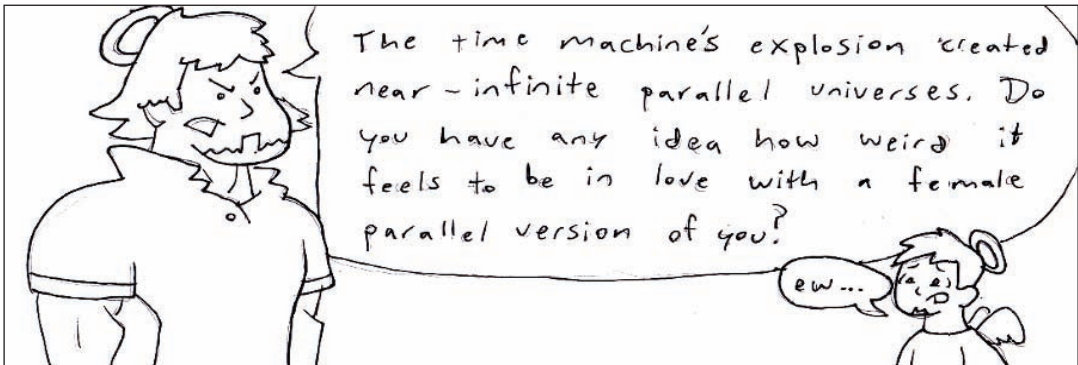 The time machine's explosion created
near-infinite parallel universes. Do
you have any idea how weird it
feels to be in love with a female
parallel version of you?
ew...